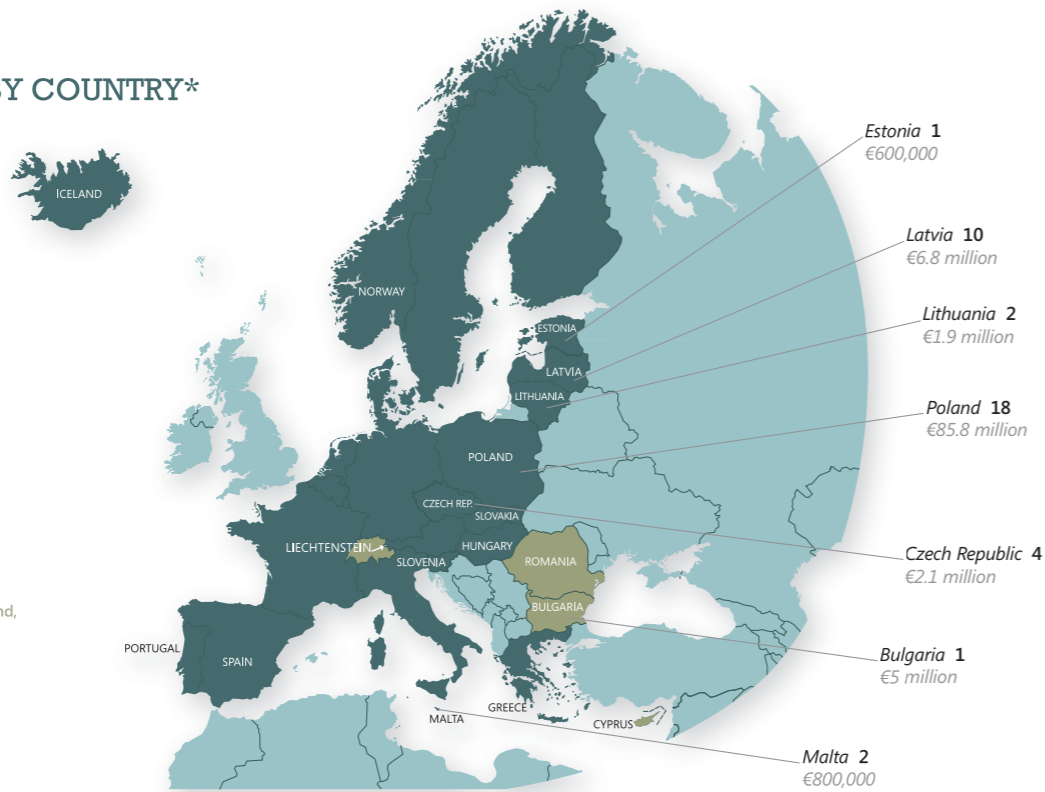 BY COUNTRY*
ICELAND
NORWAY
ESTONIA
LATVIA
LITHUANIA
POLAND
CZECH REP.
SLOVAKIA
LIECHTENSTEIN
HUNGARY
SLOVENIA
ROMANIA
BULGARIA
PORTUGAL
SPAIN
GREECE
MALTA
CYPRUS
nd,
Estonia 1
€600,000
Latvia 10
€6.8 million
Lithuania 2
€1.9 million
Poland 18
€85.8 million
Czech Republic 4
€2.1 million
Bulgaria 1
€5 million
Malta 2
€800,000